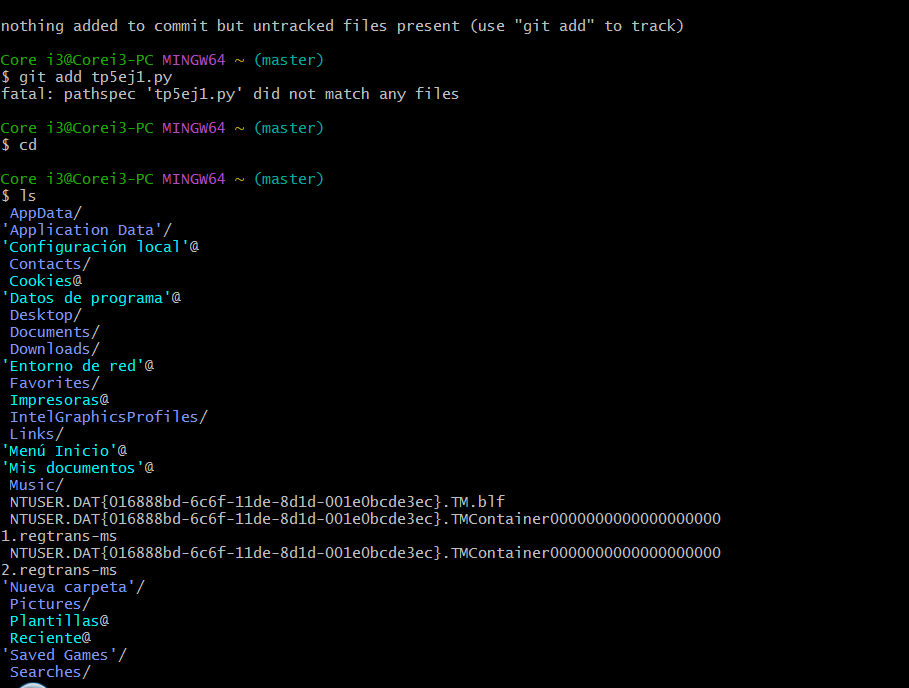 nothing added to commit but untracked files present (use "git add" to track)
Core i3@Corei3-PC MINGW64 ~ (master)
$ git add tp5ej1.py
fatal: pathspec 'tp5ej1.py' did not match any files
Core i3@Corei3-PC MINGW64 ~ (master)
$ cd
Core i3@Corei3-PC MINGW64 ~ (master)
$ ls
AppData/
'Application Data'/
'Configuración local'@
Contacts/
Cookies@
'Datos de programa'@
Desktop/
Documents/
Downloads/
'Entorno de red'@
Favorites/
Impresoras@
IntelGraphicsProfiles/
Links/
'Menú Inicio'@
'Mis documentos'@
Music/
NTUSER.DAT{016888bd-6c6f-11de-8d1d-001e0bcde3ec}.TM.blf
NTUSER.DAT{016888bd-6c6f-11de-8d1d-001e0bcde3ec}.TMContainer0000000000000000000
1.regtrans-ms
NTUSER.DAT{016888bd-6c6f-11de-8d1d-001e0bcde3ec}.TMContainer0000000000000000000
2.regtrans-ms
'Nueva carpeta'/
Pictures/
Plantillas@
Reciente@
'Saved Games'/
Searches/